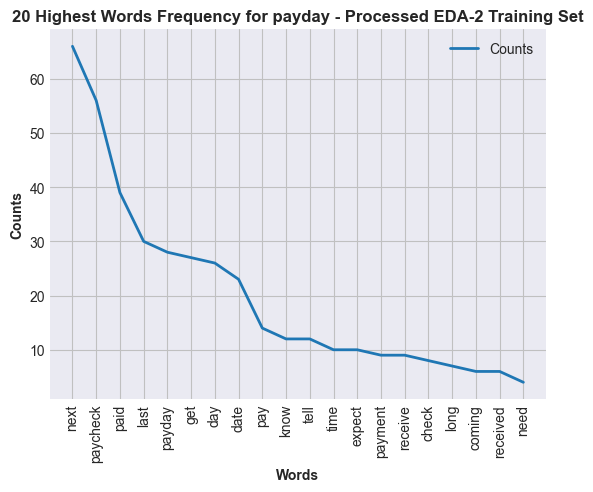 20 Highest Words Frequency for payday - Processed EDA-2 Training Set
Counts
60
50
40
30
20
10
Counts
next
paycheck
paid
last
payday
get
day
date
pay
know
tell
time
expect
payment
receive
check
long
coming
received
need
Words